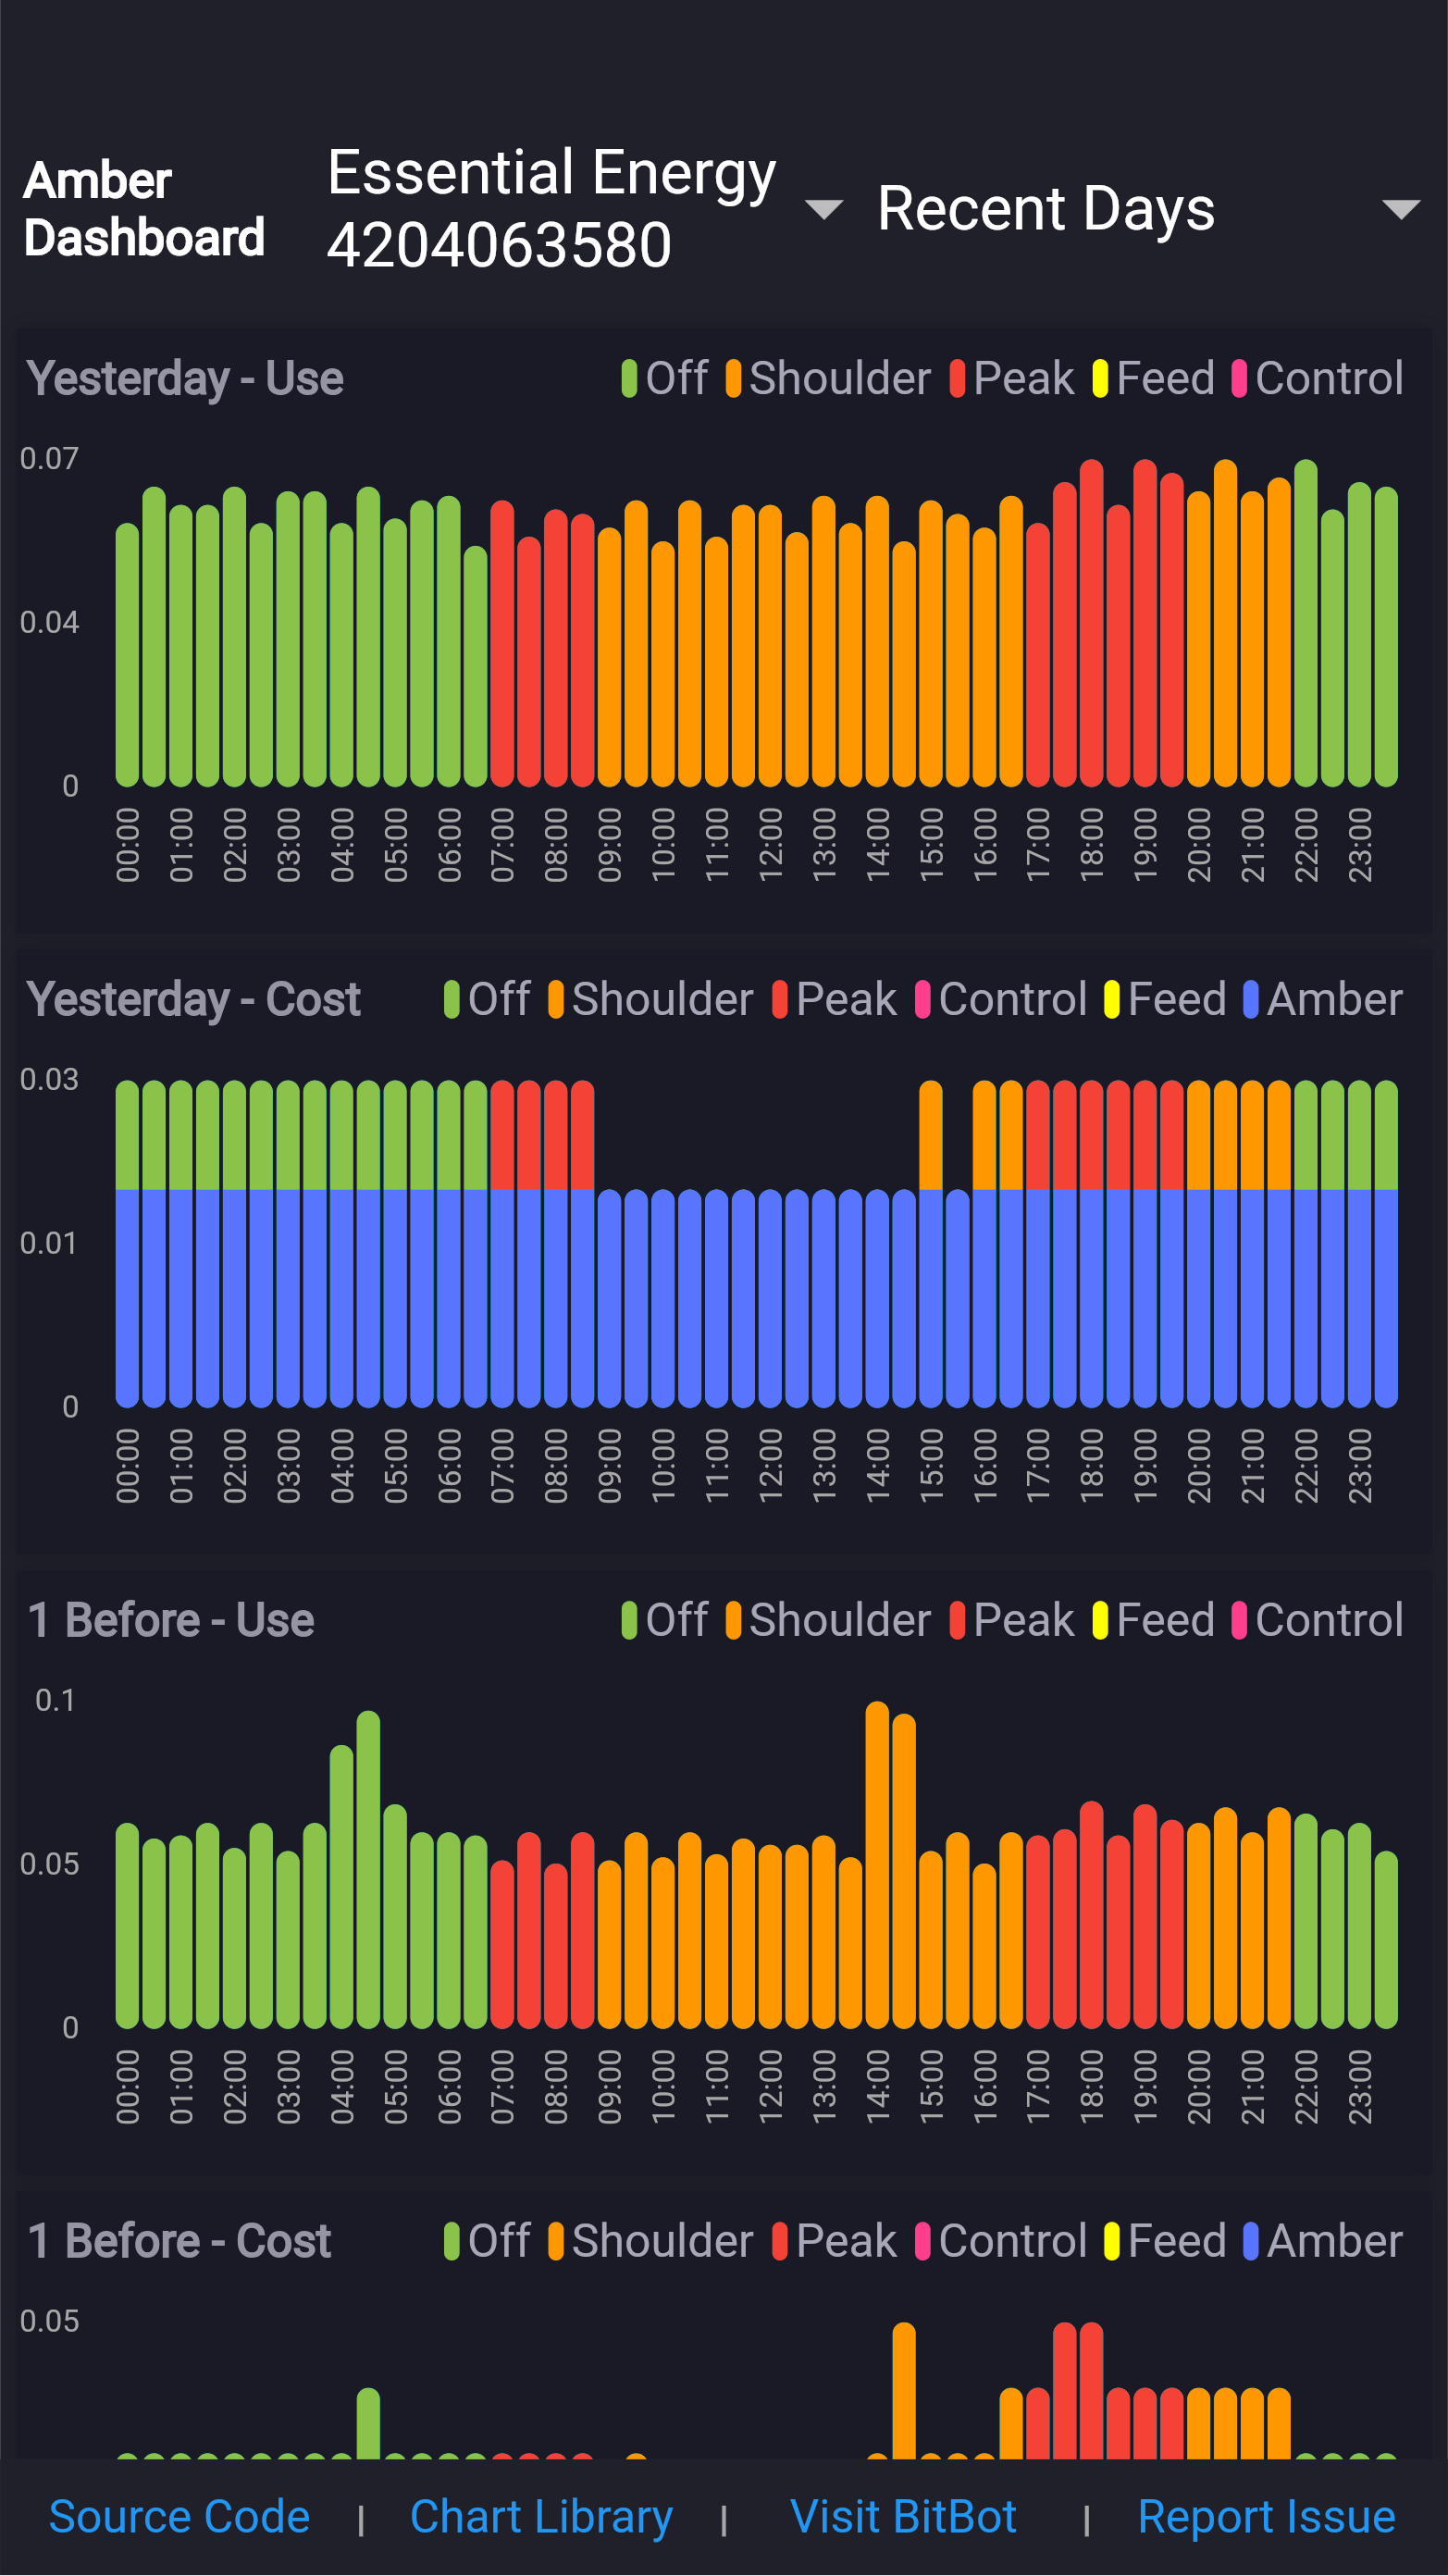 Amber
Dashboard
Essential Energy
4204063580
Recent Days
Yesterday - Use
Off Shoulder Peak Feed Control
0.07
0.04
0
00:00 01:00 02:00 03:00 04:00 05:00 06:00 07:00 08:00 09:00 10:00 11:00 12:00 13:00 14:00 15:00 16:00 17:00 18:00 19:00 20:00 21:00 22:00 23:00
Yesterday - Cost
Off Shoulder Peak Control Feed Amber
0.03
0.01
0
00:00 01:00 02:00 03:00 04:00 05:00 06:00 07:00 08:00 09:00 10:00 11:00 12:00 13:00 14:00 15:00 16:00 17:00 18:00 19:00 20:00 21:00 22:00 23:00
1 Before - Use
Off Shoulder Peak Feed Control
0.1
0.05
0
00:00 01:00 02:00 03:00 04:00 05:00 06:00 07:00 08:00 09:00 10:00 11:00 12:00 13:00 14:00 15:00 16:00 17:00 18:00 19:00 20:00 21:00 22:00 23:00
1 Before - Cost
Off Shoulder Peak Control Feed Amber
0.05
Source Code | Chart Library | Visit BitBot | Report Issue